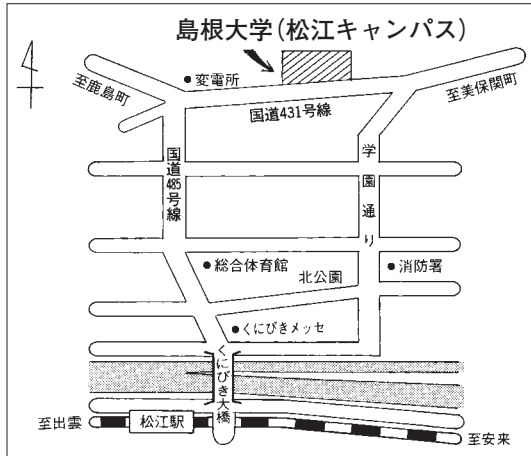 島根大学(松江キャンパス)
変電所
至鹿島町
至美保関町
国道431号線
国道485号線
学園通り
総合体育館
北公園
消防署
くにびきメッセ
くにびき大橋
至出雲
松江駅
至安来